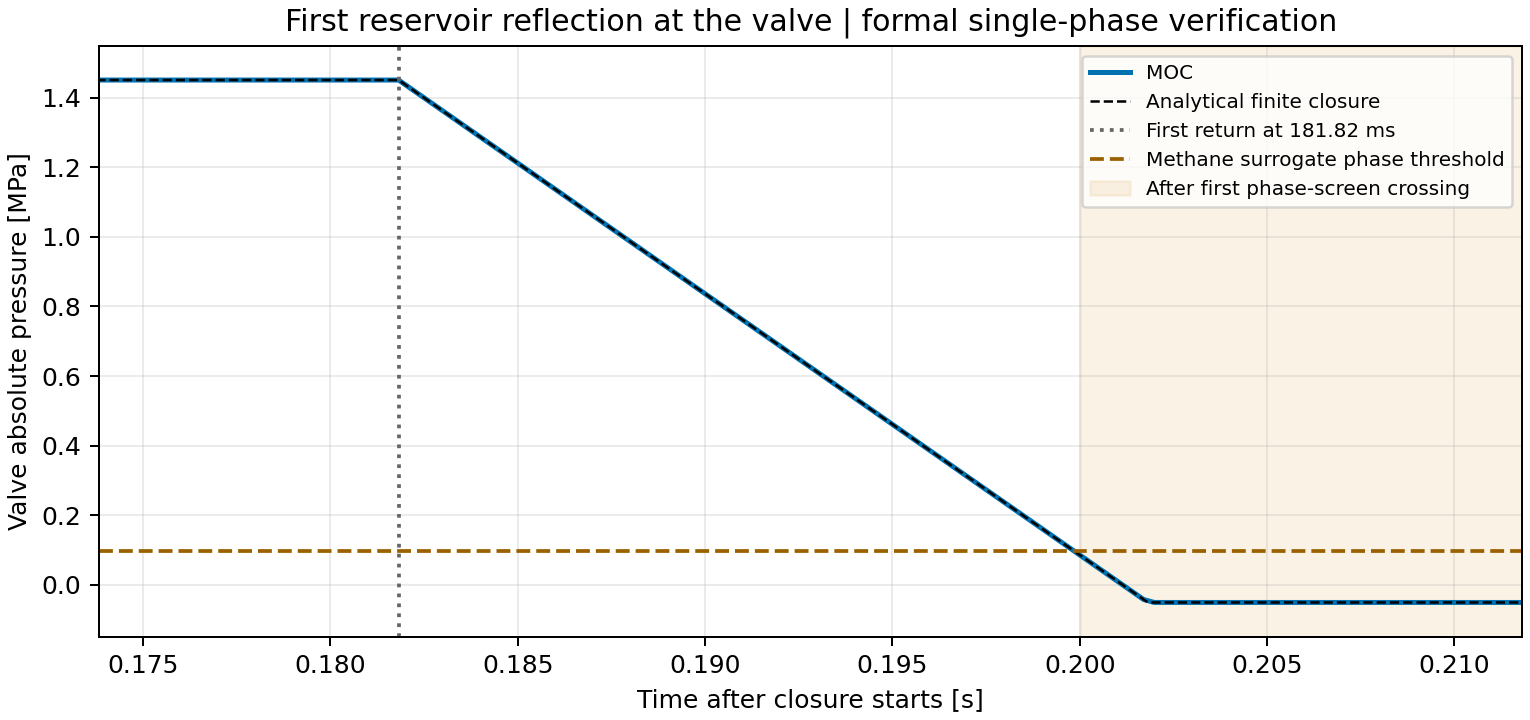 First reservoir reflection at the valve | formal single-phase verification
Valve absolute pressure [MPa]
1.4
1.2
1.0
0.8
0.6
0.4
0.2
0.0
MOC
Analytical finite closure
First return at 181.82 ms
Methane surrogate phase threshold
After first phase-screen crossing
0.175
0.180
0.185
0.190
0.195
0.200
0.205
0.210
Time after closure starts [s]